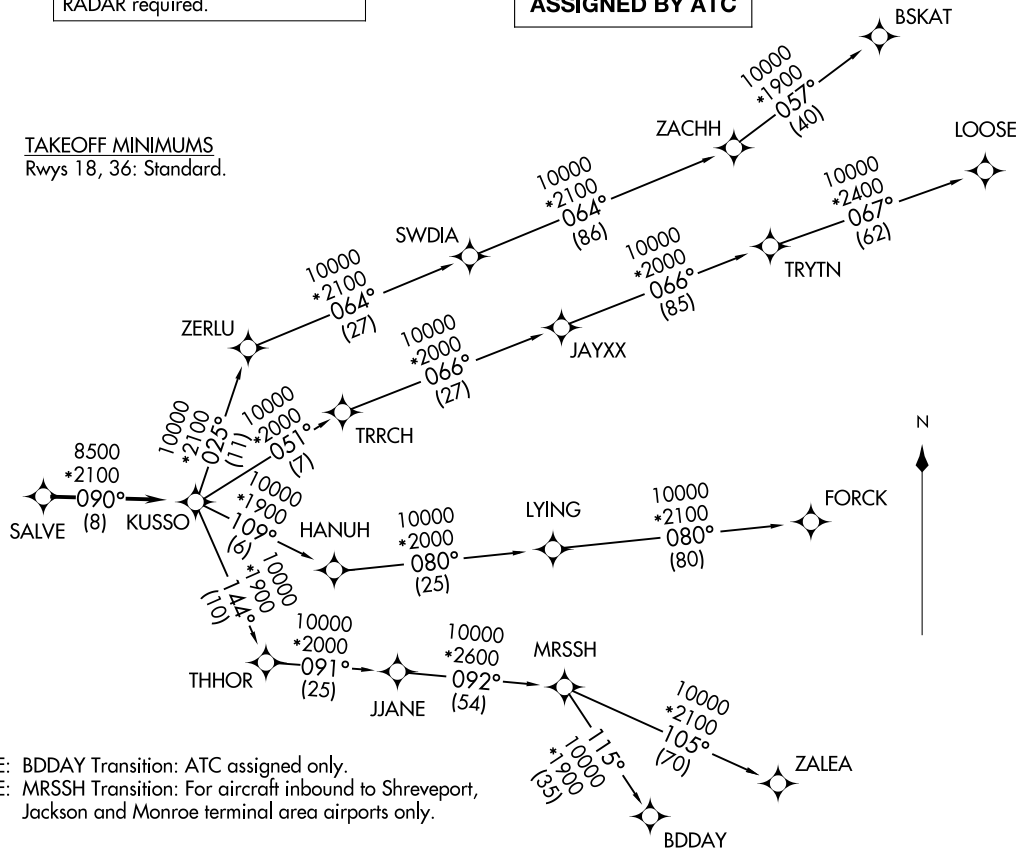 RADAR required.
ASSIGNED BY ATC
BSKAT
10000
*1900
057°
(40)
ZACHH
LOOSE
TAKEOFF MINIMUMS
Rwys 18, 36: Standard.
10000
*2100
064°
(86)
10000
*2400
067°
(62)
SWDIA
10000
*2100
064°
(27)
10000
*2000
066°
(85)
TRYTN
ZERLU
10000
*2000
066°
(27)
JAYXX
10000
*2100
025°
(11)
10000
*2000
051°
(7)
TRRCH
N
8500
*2100
090°
(8)
SALVE
KUSSO
10000
*1900
109°
(6)
HANUH
10000
*2000
080°
(25)
LYING
10000
*2100
080°
(80)
FORCK
10000
*1900
144°
(10)
THHOR
10000
*2000
091°
(25)
JJANE
10000
*2600
092°
(54)
MRSSH
10000
*2100
105°
(70)
ZALEA
115°
10000
*1900
(35)
BDDAY
E: BDDAY Transition: ATC assigned only.
E: MRSSH Transition: For aircraft inbound to Shreveport,
Jackson and Monroe terminal area airports only.